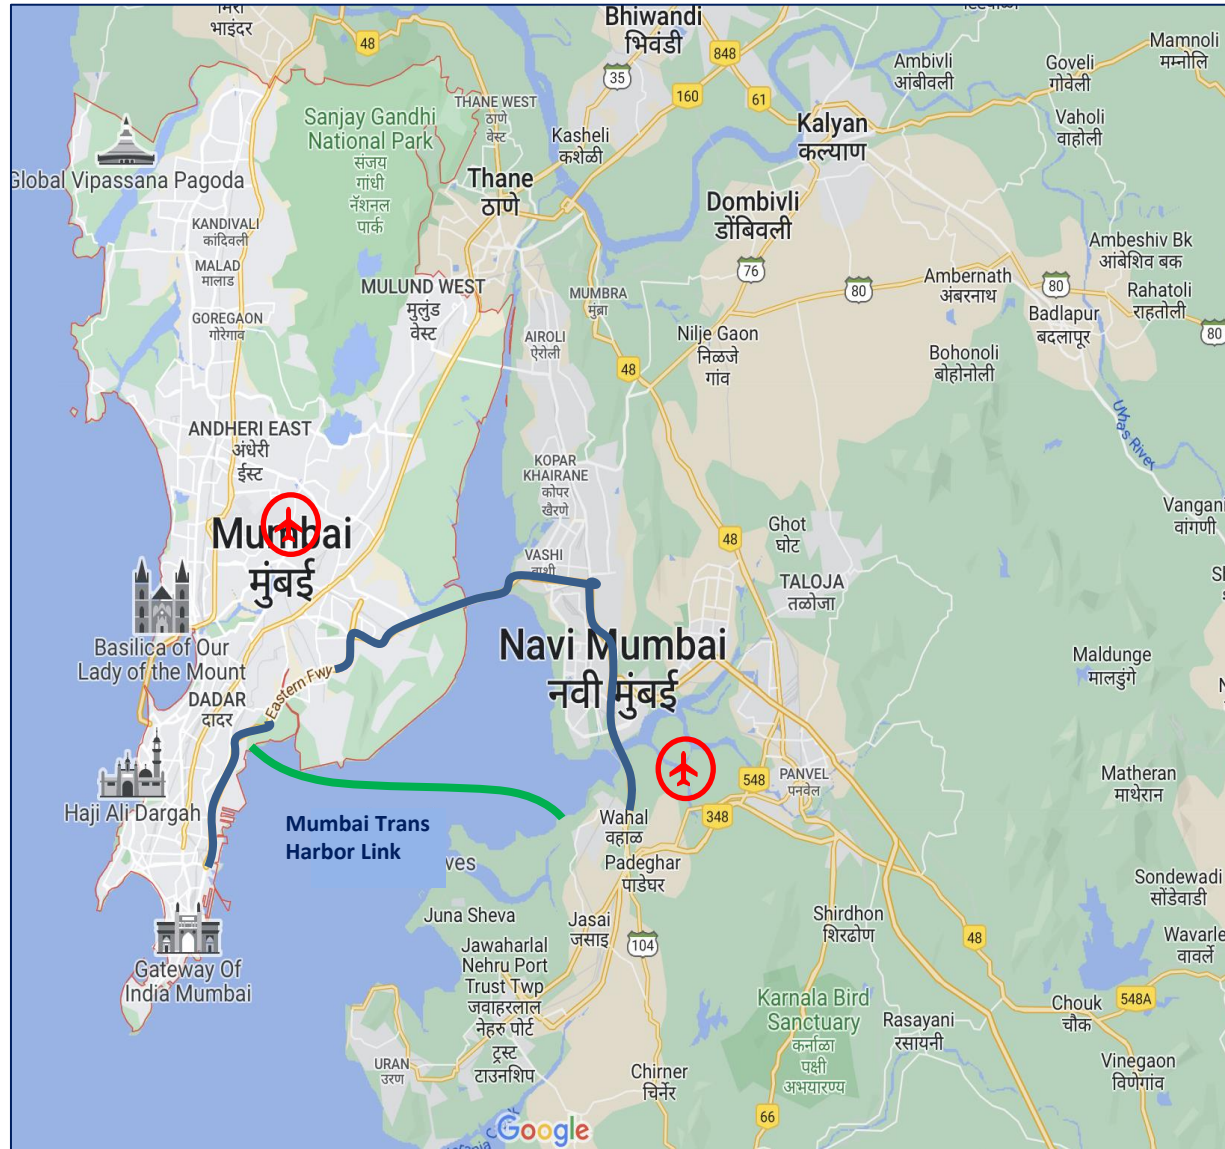 मिरा
भाइंदर
48
Bhiwandi
भिवंडी
35
848
160
61
Ambivli
आंबीवली
Goveli
गोवेली
Mamnoli
मम्नोलि
Vaholi
वाहोली
Sanjay Gandhi
National Park
संजय
गांधी
नॅशनल
पार्क
THANE WEST
ठाणे
वेस्ट
Kasheli
कशेळी
Kalyan
कल्याण
Global Vipassana Pagoda
Thane
ठाणे
Dombivli
डोंबिवली
KANDIVALI
कांदिवली
MALAD
मालाड
GOREGAON
गोरेगाव
MULUND WEST
मुलुंड
वेस्ट
MUMBRA
मुंब्रा
76
80
Ambernath
अंबरनाथ
80
Ambeshiv Bk
आंबेशिव बक
Rahatoli
राहतोली
Badlapur
बदलापूर
80
AIROLI
ऐरोली
Nilje Gaon
निळजे
गांव
48
Bohonoli
बोहोनोली
Ulhas River
ANDHERI EAST
अंधेरी
ईस्ट
KOPAR
KHAIRANE
कोपर
खैरणे
Vangani
वांगणी
Mumbai
मुंबई
48
Ghot
घोट
VASHI
वाशी
TALOJA
तळोजा
Basilica of Our
Lady of the Mount
Navi Mumbai
नवी मुंबई
Maldunge
मालडुंगे
Eastern Fwy
DADAR
दादर
548
PANVEL
पनवेल
Matheran
माथेरान
Haji Ali Dargah
Mumbai Trans
Harbor Link
Wahal
वहाळ
348
Padeghar
पाडेघर
ves
Sondewadi
सोंडेवाडी
Juna Sheva
Jasai
जसाइ
104
Shirdhon
शिरढोण
48
Wavarle
वावर्ले
Jawaharlal
Nehru Port
Trust Twp
जवाहरलाल
नेहरु पोर्ट
ट्रस्ट
टाउनशिप
Gateway Of
India Mumbai
Karnala Bird
Sanctuary
कर्नाळा
पक्षी
अभयारण्य
Rasayani
रसायनी
Chouk
चौक
548A
URAN
उरण
Chirner
चिर्नेर
Vinegaon
विणेगांव
66
Google